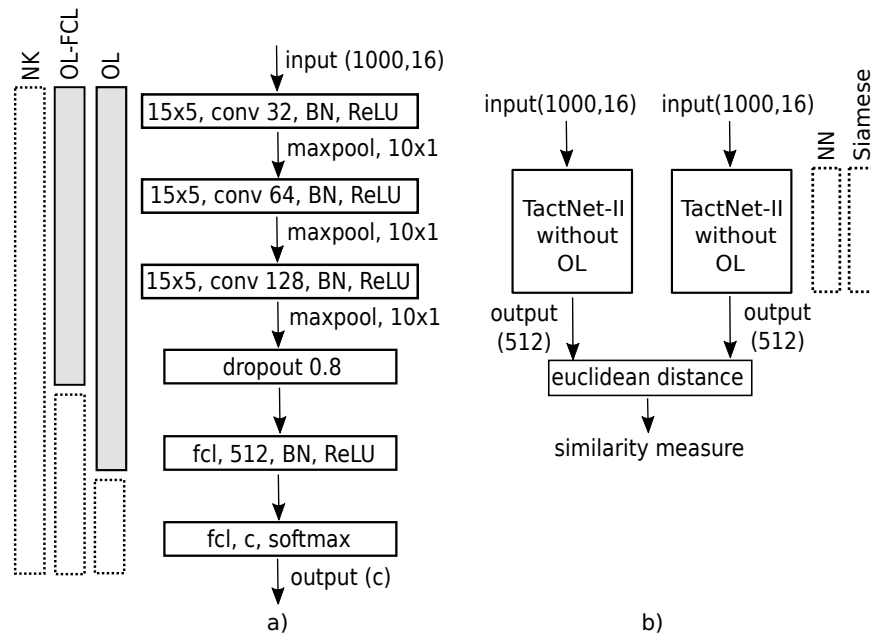 NK
OL-FCL
OL
input (1000,16)
15x5, conv 32, BN, ReLU
maxpool, 10x1
15x5, conv 64, BN, ReLU
maxpool, 10x1
15x5, conv 128, BN, ReLU
maxpool, 10x1
dropout 0.8
fcl, 512, BN, ReLU
fcl, c, softmax
output (c)
a)
input(1000,16)
input(1000,16)
NN
Siamese
TactNet-II
without
OL
TactNet-II
without
OL
output
(512)
output
(512)
euclidean distance
similarity measure
b)